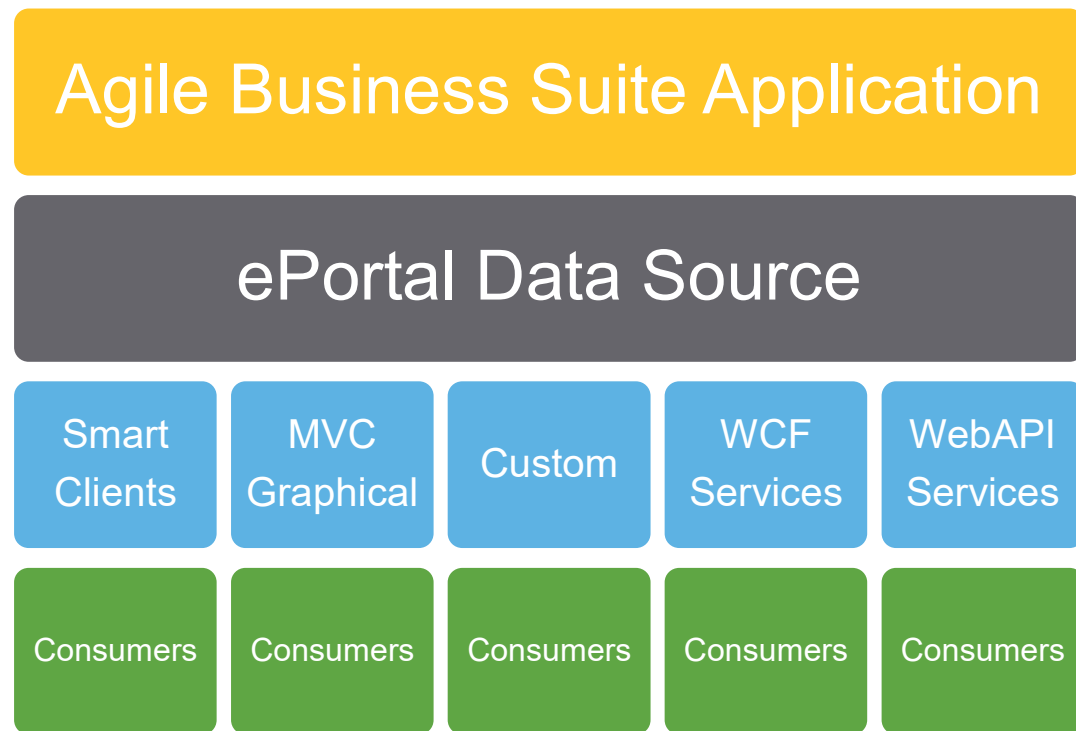 Agile Business Suite Application
ePortal Data Source
Smart
Clients
MVC
Graphical
Custom
WCF
Services
WebAPI
Services
Consumers
Consumers
Consumers
Consumers
Consumers